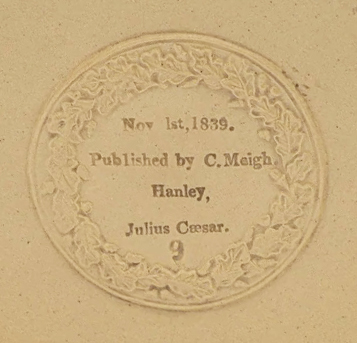 Nov 1st, 1839.
Published by C. Meigh
Hanley,
Julius Cæsar.
9